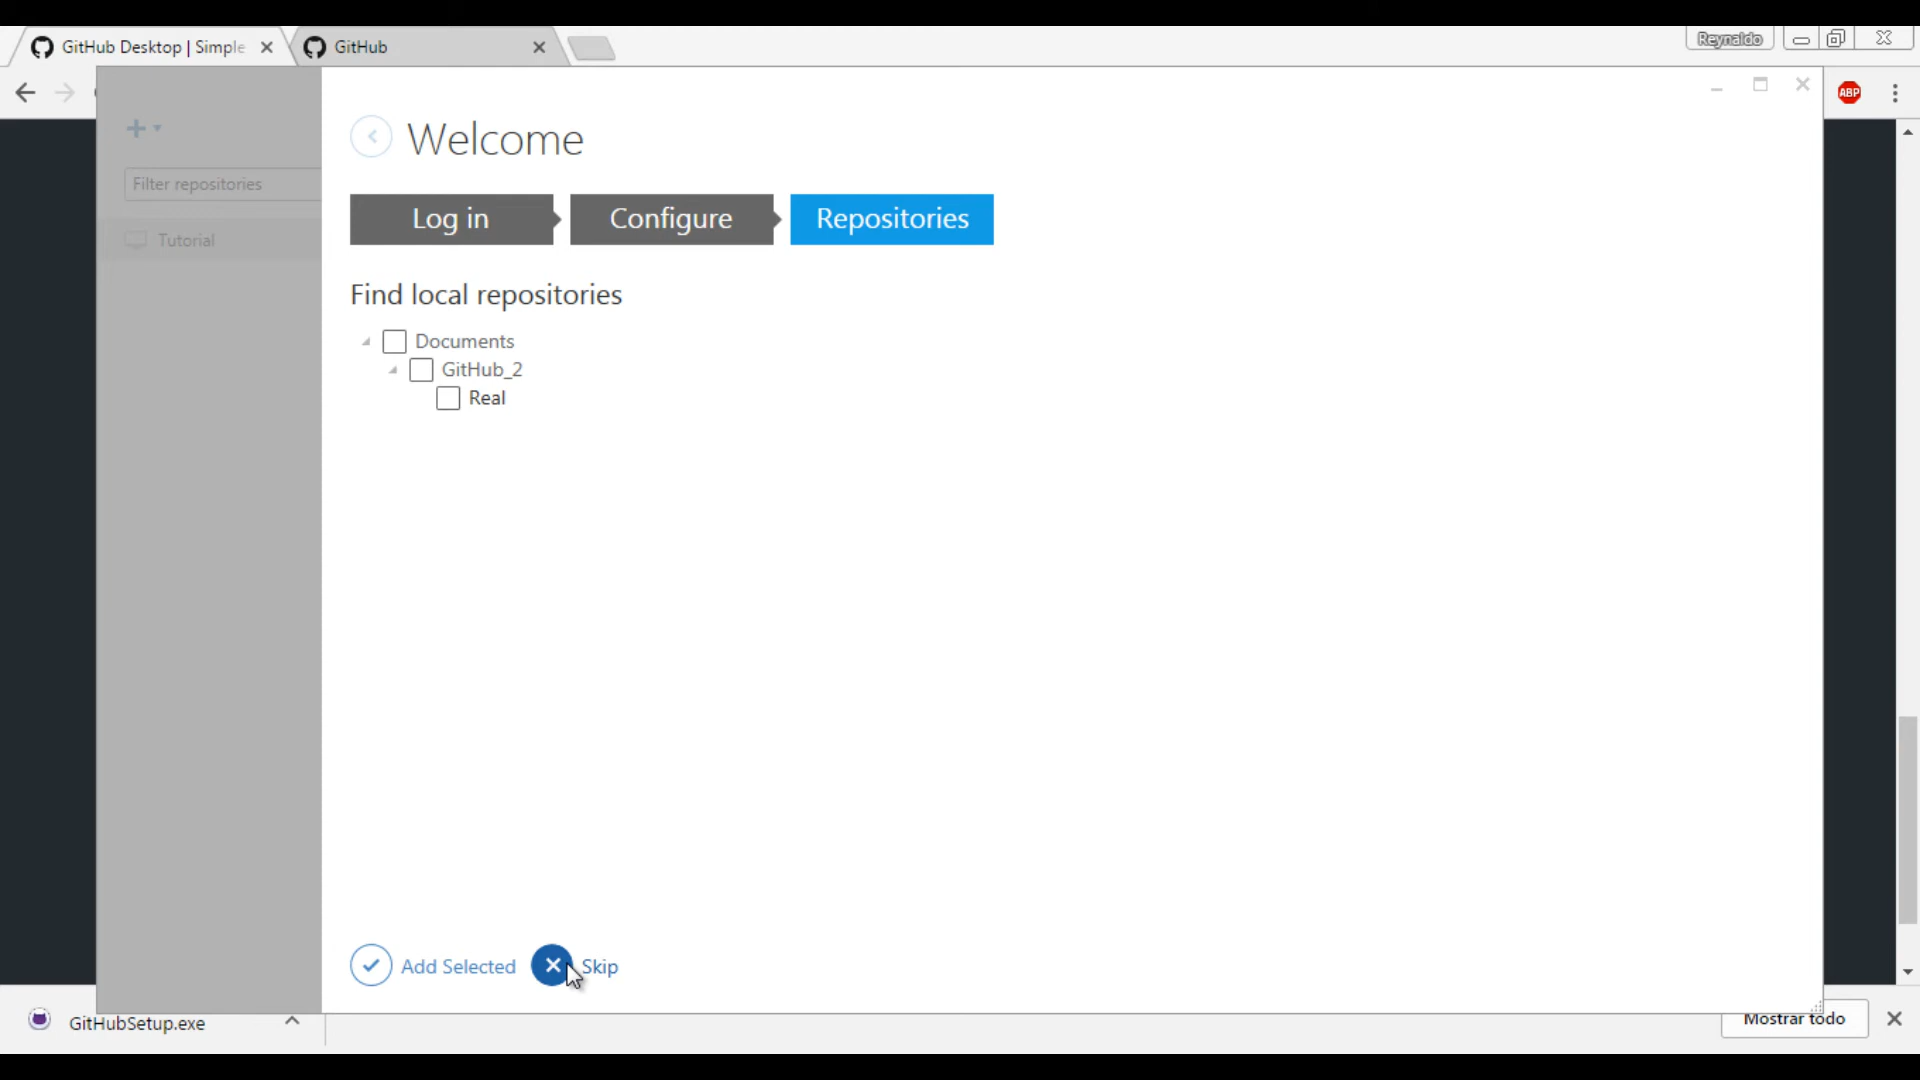 GitHub Desktop | Simple
GitHub
Reynaldo
ABP
Filter repositories
Tutorial
Welcome
Log in
Configure
Repositories
Find local repositories
Documents
GitHub_2
Real
Add Selected
Skip
GitHubSetup.exe
Mostrar todo